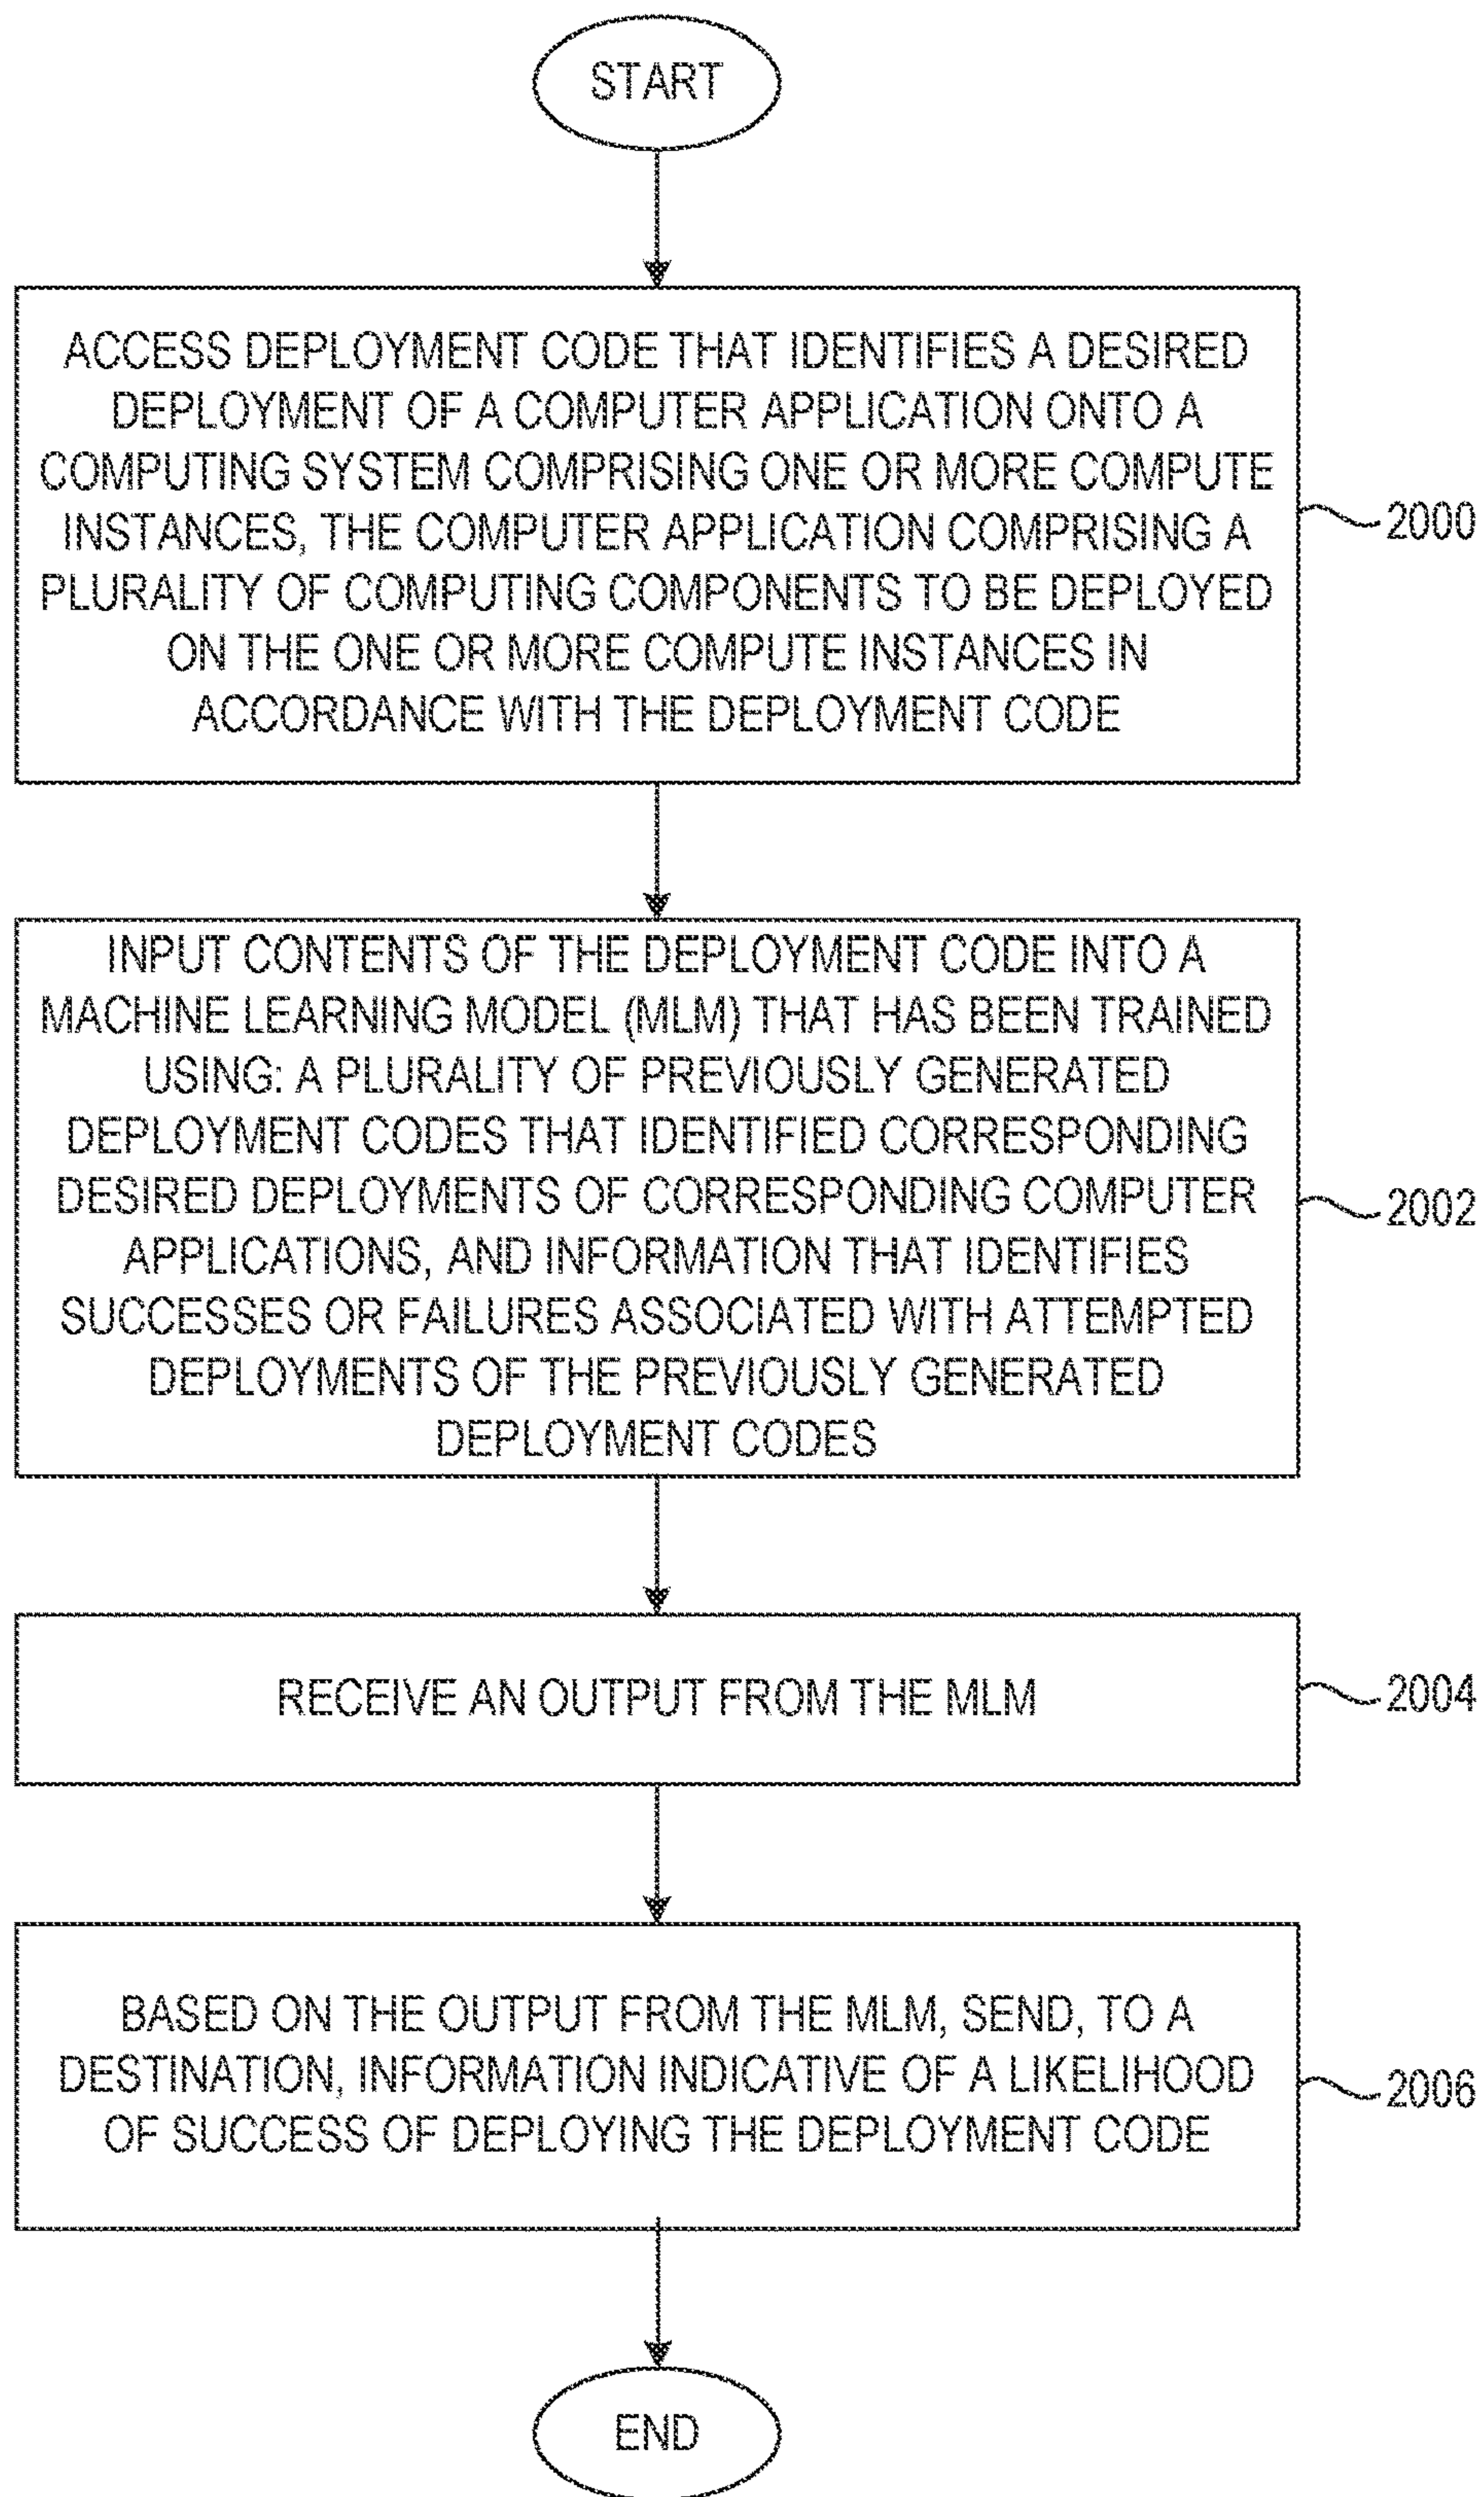 START
ACCESS DEPLOYMENT CODE THAT IDENTIFIES A DESIRED
DEPLOYMENT OF A COMPUTER APPLICATION ONTO A
COMPUTING SYSTEM COMPRISING ONE OR MORE COMPUTE
INSTANCES, THE COMPUTER APPLICATION COMPRISING A
PLURALITY OF COMPUTING COMPONENTS TO BE DEPLOYED
ON THE ONE OR MORE COMPUTE INSTANCES IN
ACCORDANCE WITH THE DEPLOYMENT CODE
2000
INPUT CONTENTS OF THE DEPLOYMENT CODE INTO A
MACHINE LEARNING MODEL (MLM) THAT HAS BEEN TRAINED
USING: A PLURALITY OF PREVIOUSLY GENERATED
DEPLOYMENT CODES THAT IDENTIFIED CORRESPONDING
DESIRED DEPLOYMENTS OF CORRESPONDING COMPUTER
APPLICATIONS, AND INFORMATION THAT IDENTIFIES
SUCCESSES OR FAILURES ASSOCIATED WITH ATTEMPTED
DEPLOYMENTS OF THE PREVIOUSLY GENERATED
DEPLOYMENT CODES
2002
RECEIVE AN OUTPUT FROM THE MLM
2004
BASED ON THE OUTPUT FROM THE MLM, SEND, TO A
DESTINATION, INFORMATION INDICATIVE OF A LIKELIHOOD
OF SUCCESS OF DEPLOYING THE DEPLOYMENT CODE
2006
END